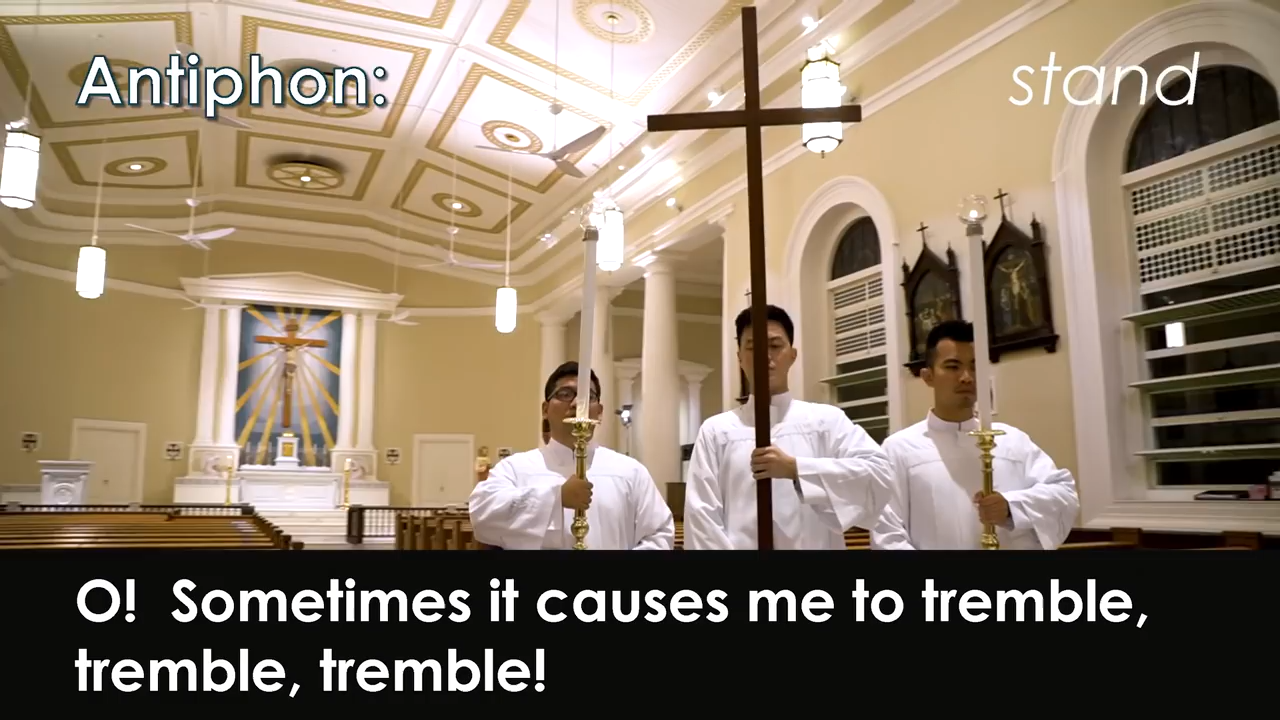 Antiphon:
stand
O!  Sometimes it causes me to tremble,
tremble, tremble!